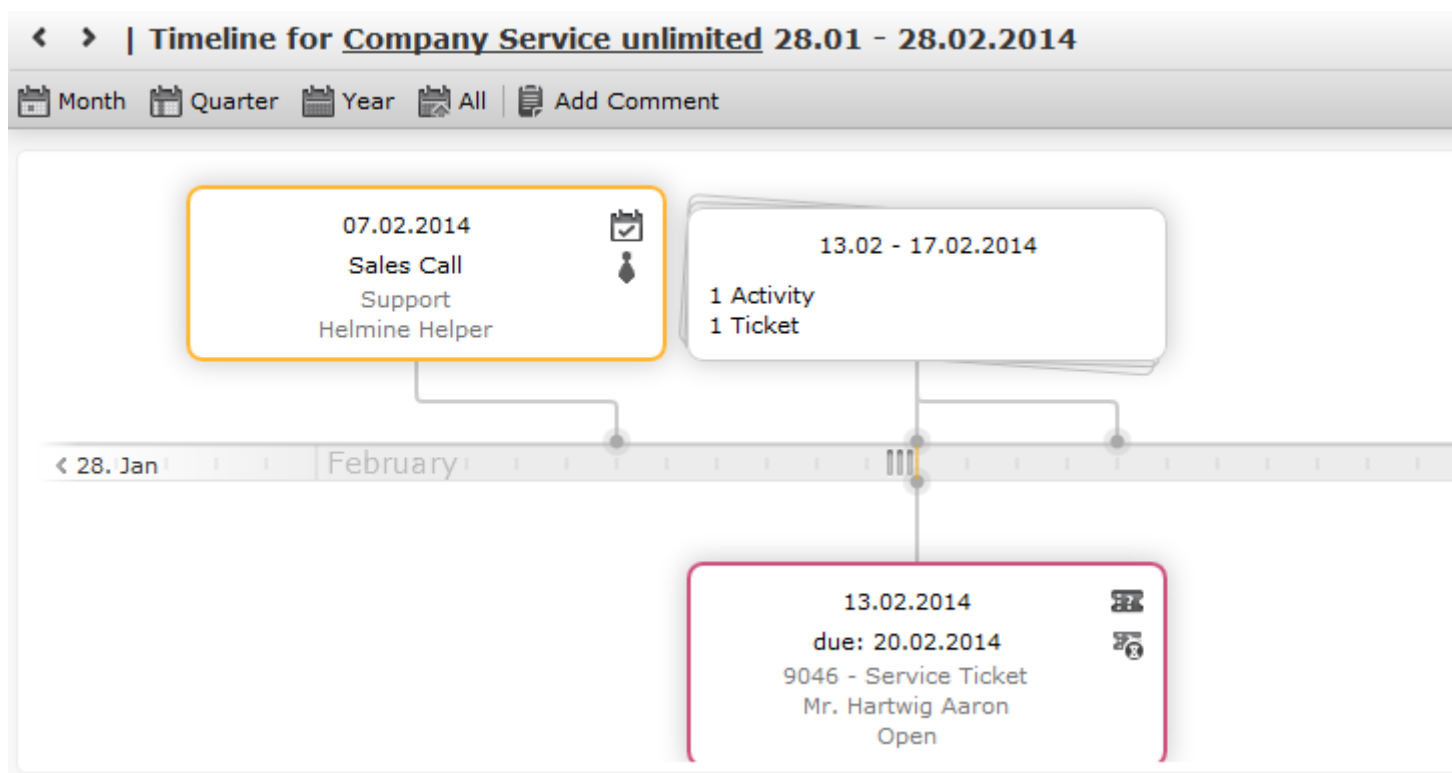 | Timeline for Company Service unlimited 28.01 - 28.02.2014
Month Quarter Year All Add Comment
07.02.2014
Sales Call
Support
Helmine Helper
13.02 - 17.02.2014
1 Activity
1 Ticket
28. Jan February
13.02.2014
due: 20.02.2014
9046 - Service Ticket
Mr. Hartwig Aaron
Open